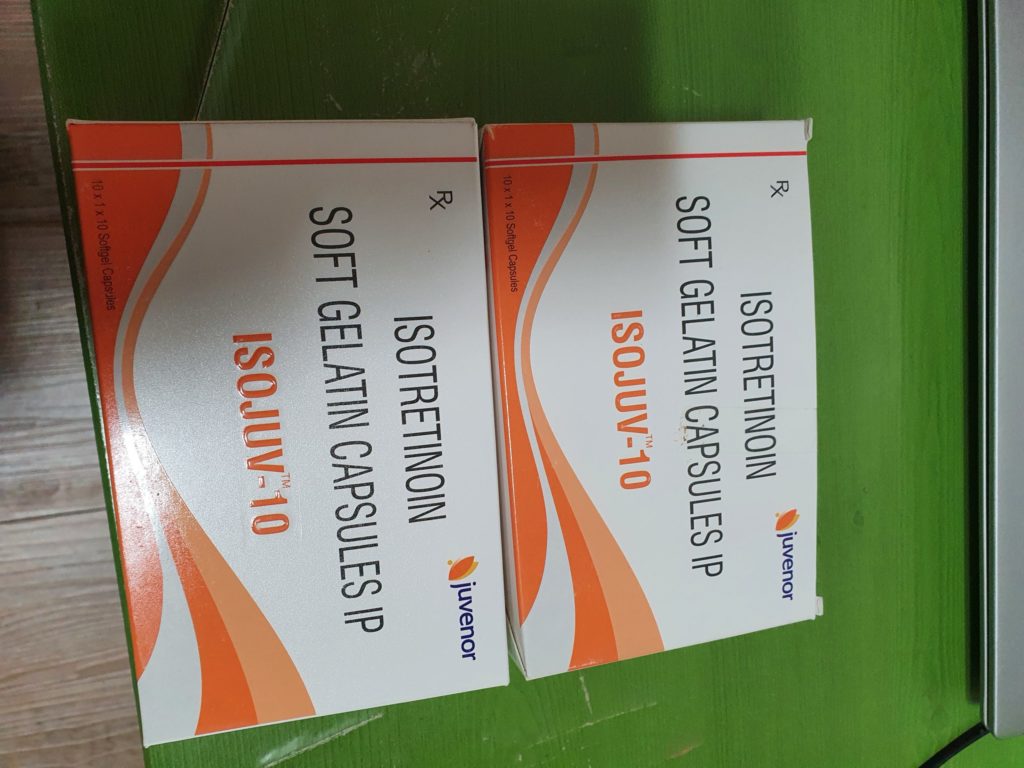 Rx
ISOTRETINOIN
SOFT GELATIN CAPSULES IP
ISOJUV™-10
juvenor
10 x 1 x 10 Softgel Capsules
Rx
ISOTRETINOIN
SOFT GELATIN CAPSULES IP
ISOJUV™-10
juvenor
10 x 1 x 10 Softgel Capsules